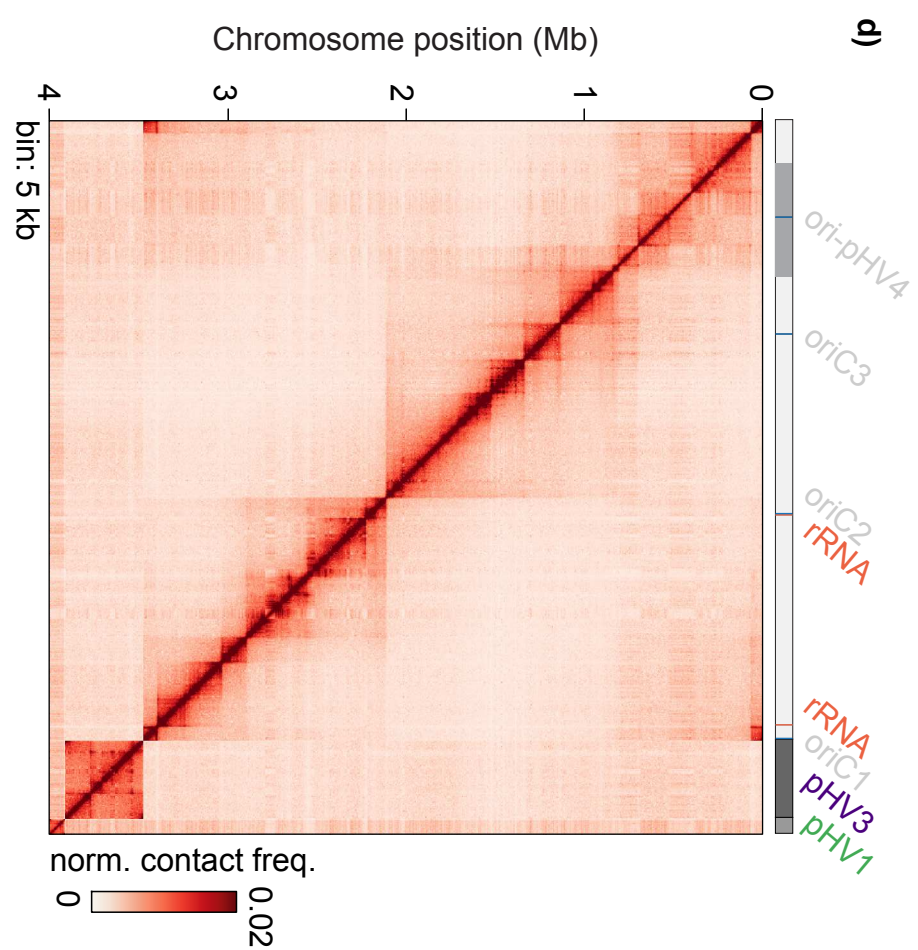 d)
Chromosome position (Mb)
4
3
2
1
0
bin: 5 kb
ori-pHV4
oriC3
oriC2
rRNA
rRNA
oriC1
pHV3
pHV1
norm. contact freq.
0
0.02